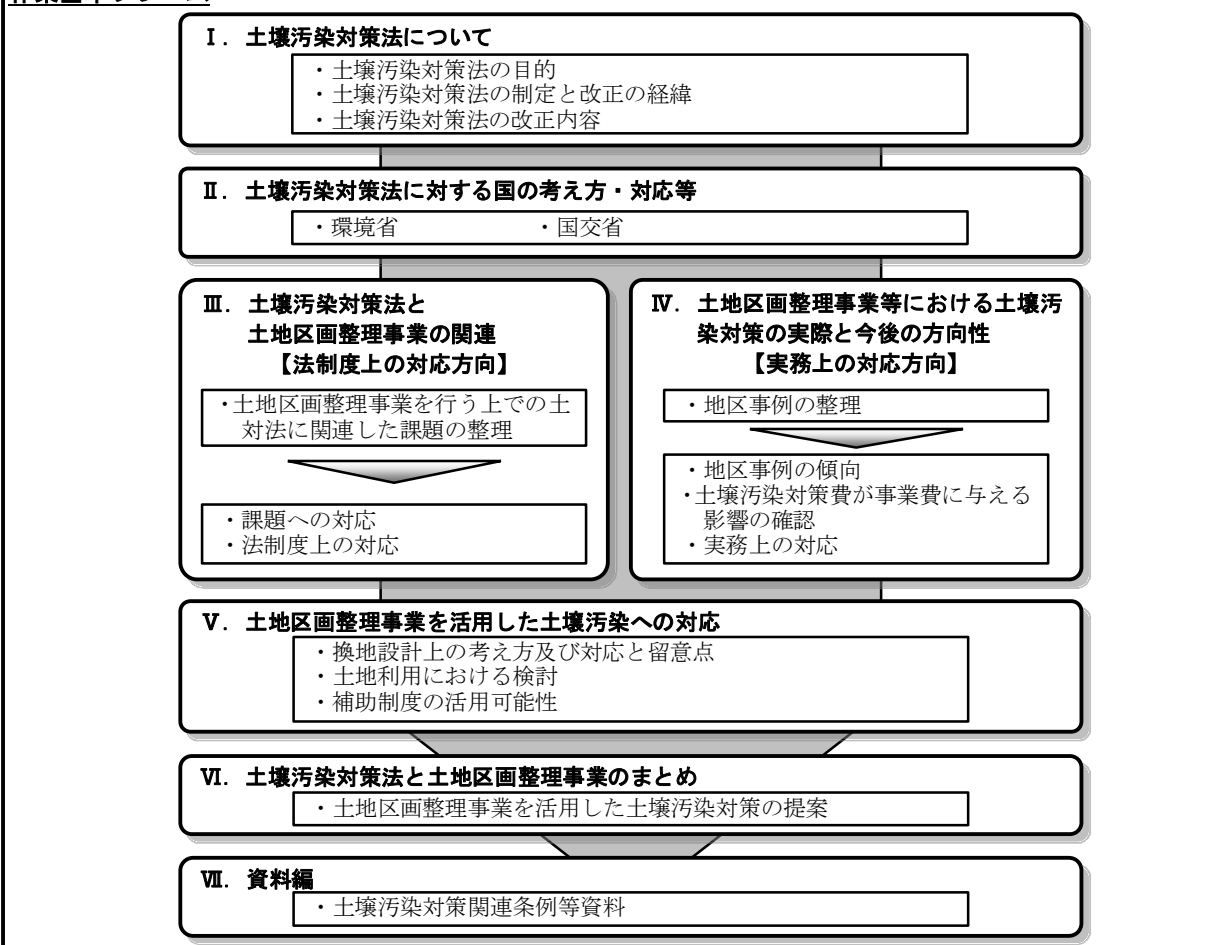 Ⅰ．土壌汚染対策法について
・土壌汚染対策法の目的
・土壌汚染対策法の制定と改正の経緯
・土壌汚染対策法の改正内容
Ⅱ．土壌汚染対策法に対する国の考え方・対応等
・環境省　　・国交省
Ⅲ．土壌汚染対策法と
土地区画整理事業の関連
【法制度上の対応方向】
・土地区画整理事業を行う上での土
対法に関連した課題の整理
・課題への対応
・法制度上の対応
Ⅳ．土地区画整理事業等における土壌汚
染対策の実際と今後の方向性
【実務上の対応方向】
・地区事例の整理
・地区事例の傾向
・土壌汚染対策費が事業費に与える
影響の確認
・実務上の対応
Ⅴ．土地区画整理事業を活用した土壌汚染への対応
・換地設計上の考え方及び対応と留意点
・土地利用における検討
・補助制度の活用可能性
Ⅵ．土壌汚染対策法と土地区画整理事業のまとめ
・土地区画整理事業を活用した土壌汚染対策の提案
Ⅶ．資料編
・土壌汚染対策関連条例等資料